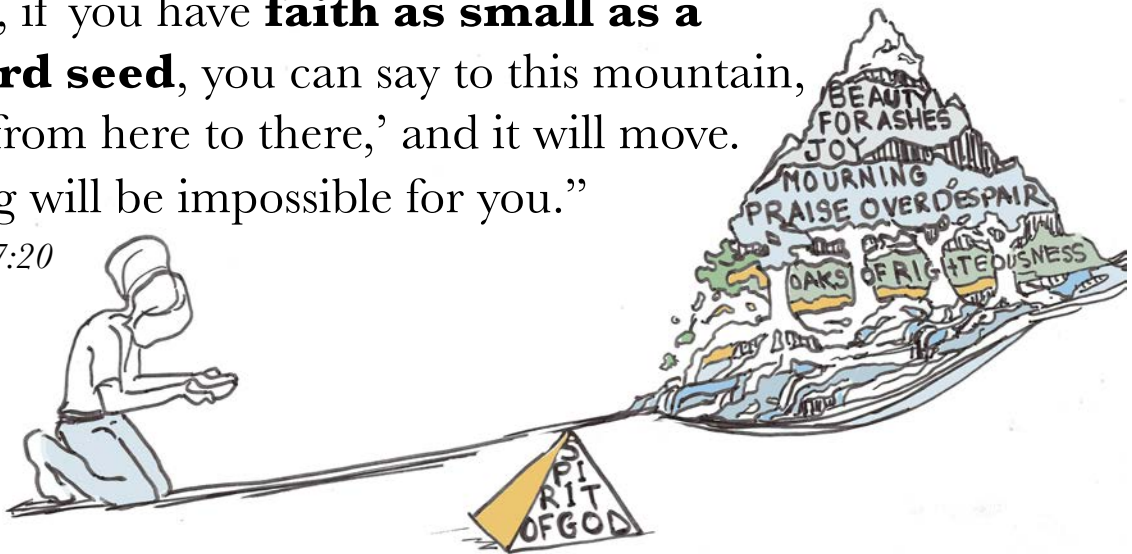 , if you have faith as small as a
rd seed, you can say to this mountain,
from here to there,’ and it will move.
g will be impossible for you.”
7:20
BEAUTY
FOR ASHES
JOY
MOURNING
PRAISE OVER DESPAIR
OAKS OF RIGHTEOUSNESS
S
PI
RIT
OF GOD